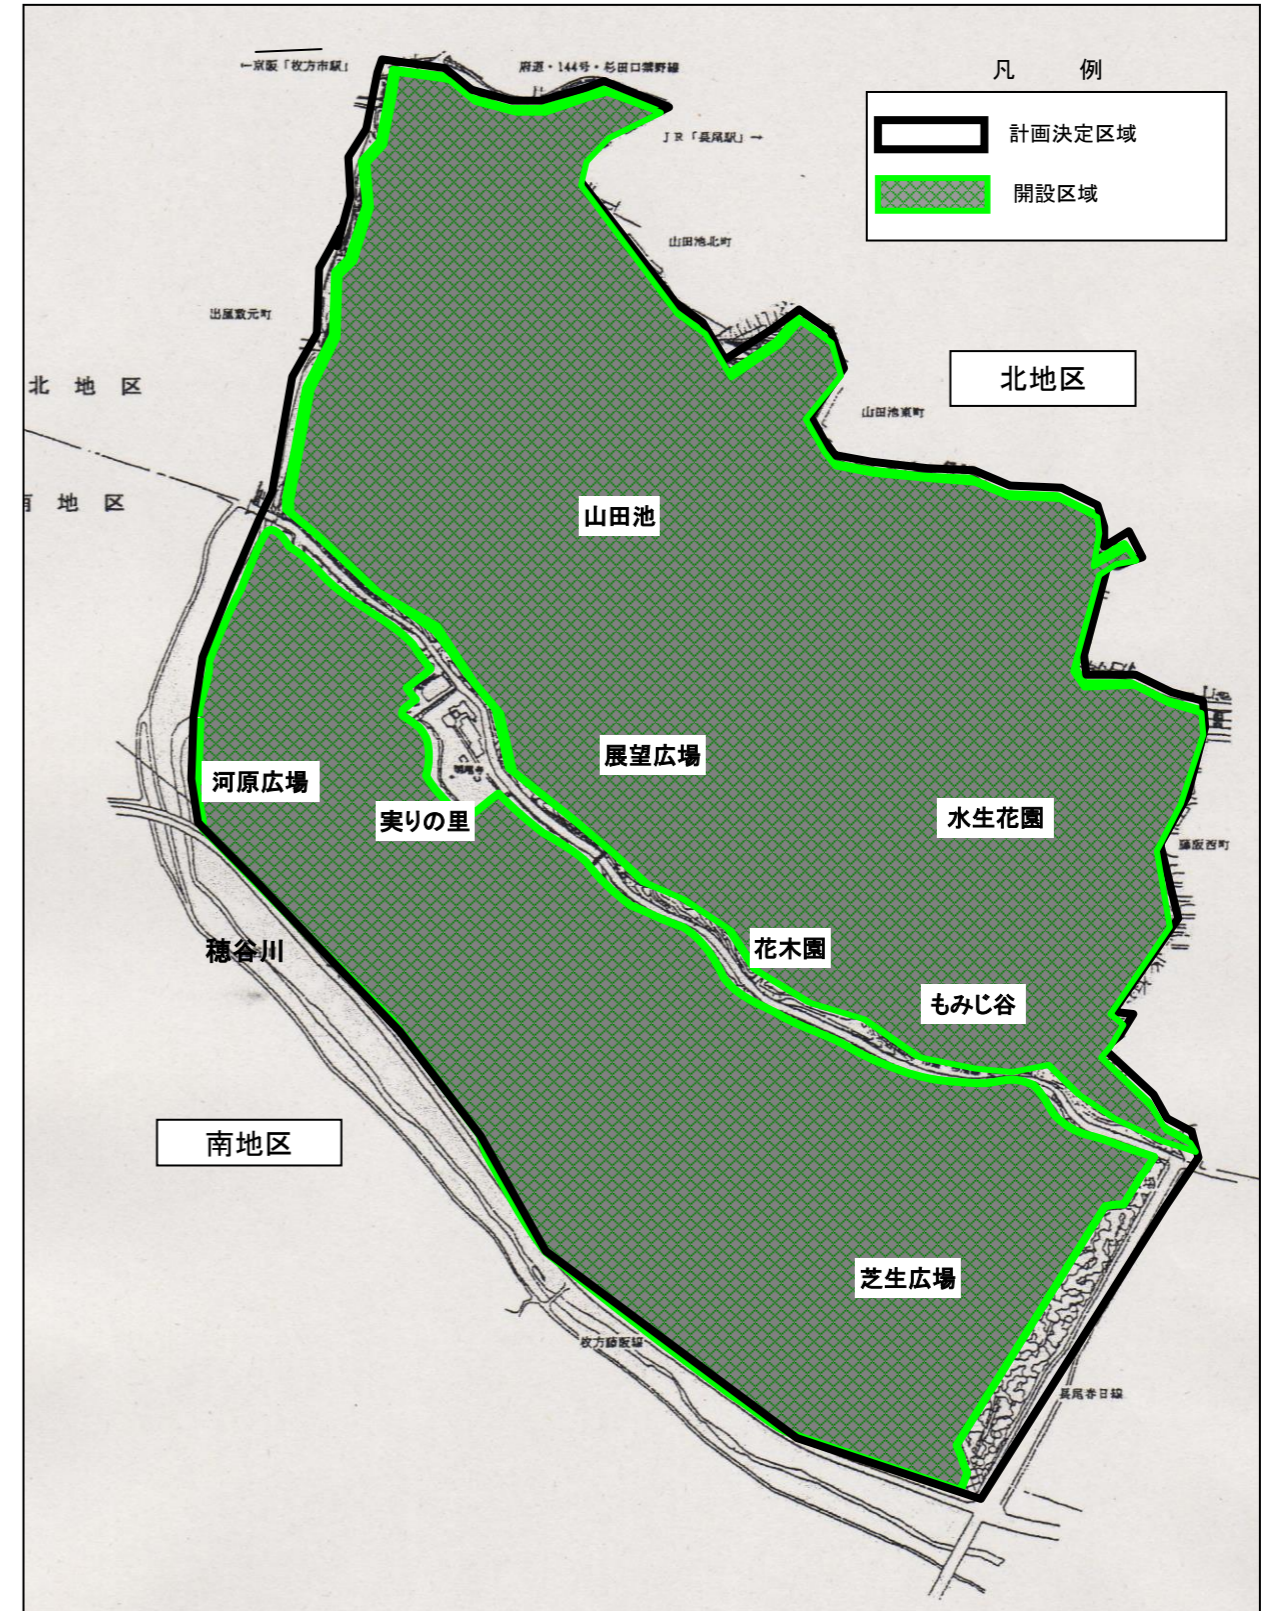 ←京阪「枚方市駅」
府道・144号・杉田口禁野線
凡 例
計画決定区域
開設区域
JR「長尾駅」→
山田池北町
出屋敷元町
北地区
北 地 区
山田池東町
地 区
山田池
展望広場
河原広場
実りの里
水生花園
藤阪西町
花木園
穂谷川
もみじ谷
南地区
芝生広場
枚方藤阪線
長尾春日線